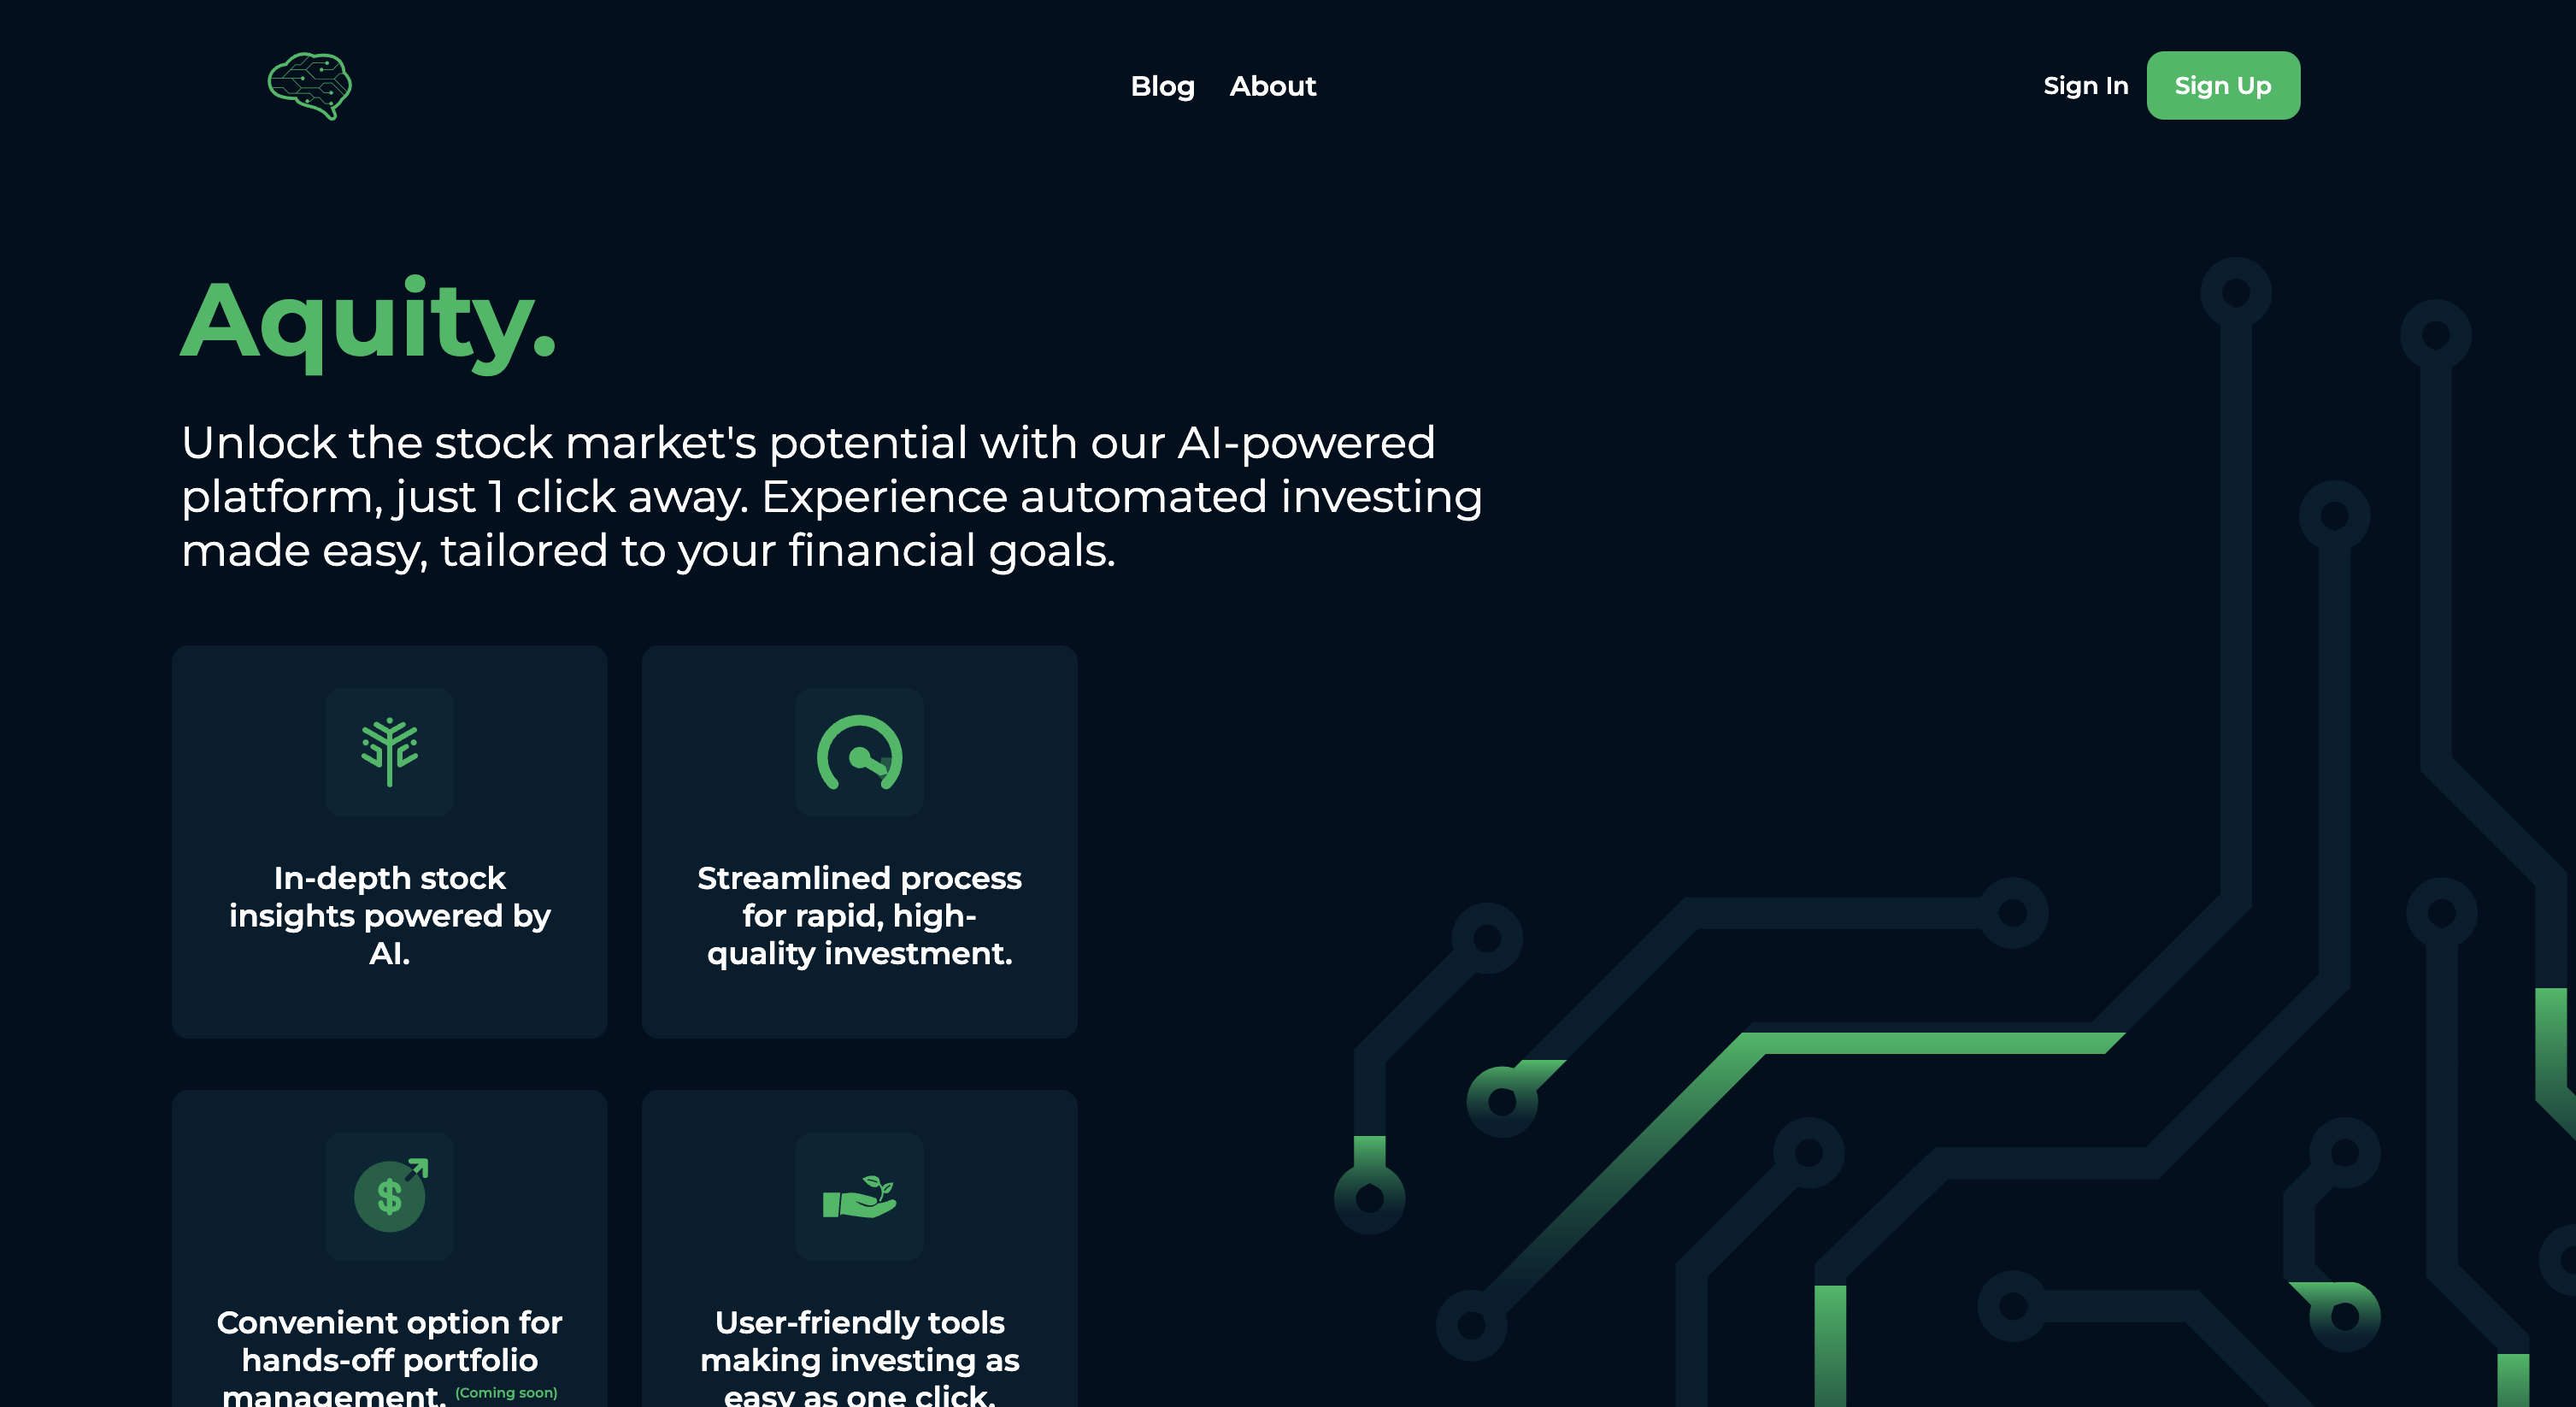 Blog About
Sign In Sign Up
Aquity.
Unlock the stock market's potential with our AI-powered
platform, just 1 click away. Experience automated investing
made easy, tailored to your financial goals.
In-depth stock
insights powered by
AI.
Streamlined process
for rapid, high-
quality investment.
$
Convenient option for
hands-off portfolio
management. (Coming soon)
User-friendly tools
making investing as
easy as one click.